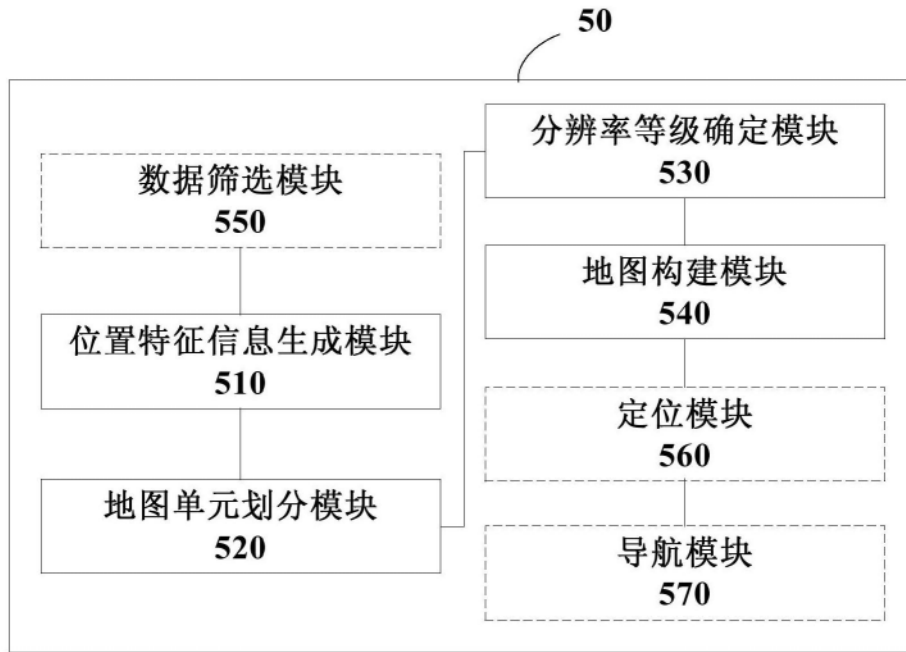 50
数据筛选模块
550
位置特征信息生成模块
510
地图单元划分模块
520
分辨率等级确定模块
530
地图构建模块
540
定位模块
560
导航模块
570